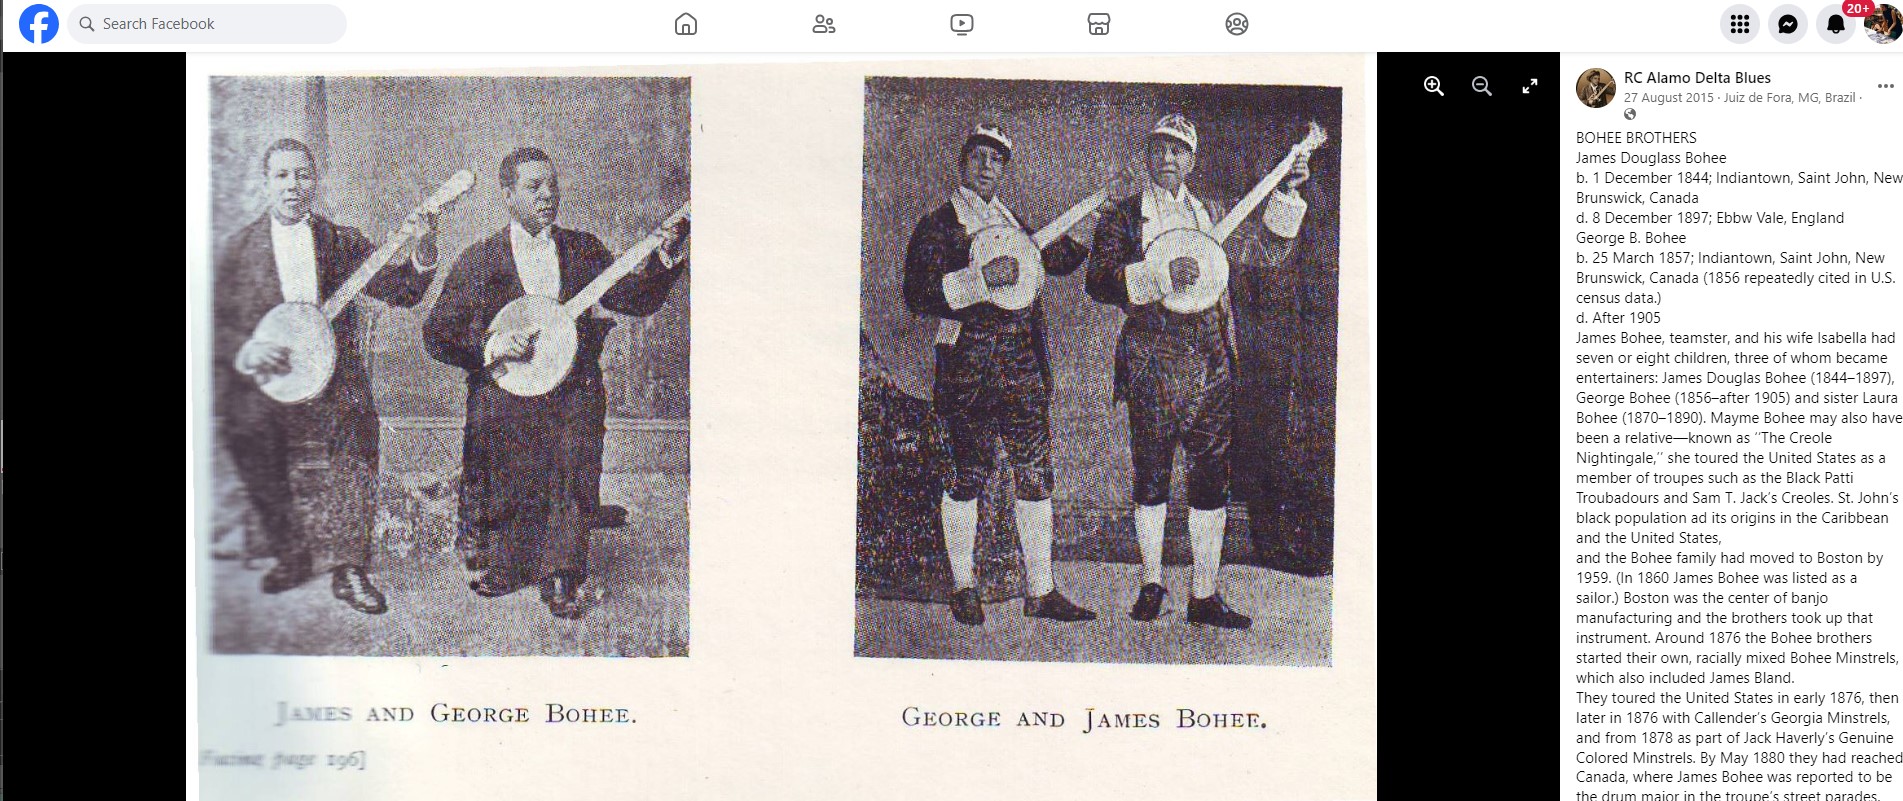 Search Facebook
20+
JAMES AND GEORGE BOHEE.
Facing page 196]
GEORGE AND JAMES BOHEE.
RC Alamo Delta Blues
27 August 2015 · Juiz de Fora, MG, Brazil ·
BOHEE BROTHERS
James Douglass Bohee
b. 1 December 1844; Indiantown, Saint John, New
Brunswick, Canada
d. 8 December 1897; Ebbw Vale, England
George B. Bohee
b. 25 March 1857; Indiantown, Saint John, New
Brunswick, Canada (1856 repeatedly cited in U.S.
census data.)
d. After 1905
James Bohee, teamster, and his wife Isabella had
seven or eight children, three of whom became
entertainers: James Douglas Bohee (1844–1897),
George Bohee (1856–after 1905) and sister Laura
Bohee (1870–1890). Mayme Bohee may also have
been a relative—known as ‘‘The Creole
Nightingale,’’ she toured the United States as a
member of troupes such as the Black Patti
Troubadours and Sam T. Jack’s Creoles. St. John’s
black population ad its origins in the Caribbean
and the United States,
and the Bohee family had moved to Boston by
1959. (In 1860 James Bohee was listed as a
sailor.) Boston was the center of banjo
manufacturing and the brothers took up that
instrument. Around 1876 the Bohee brothers
started their own, racially mixed Bohee Minstrels,
which also included James Bland.
They toured the United States in early 1876, then
later in 1876 with Callender’s Georgia Minstrels,
and from 1878 as part of Jack Haverly’s Genuine
Colored Minstrels. By May 1880 they had reached
Canada, where James Bohee was reported to be
the drum major in the troupe’s street parades.